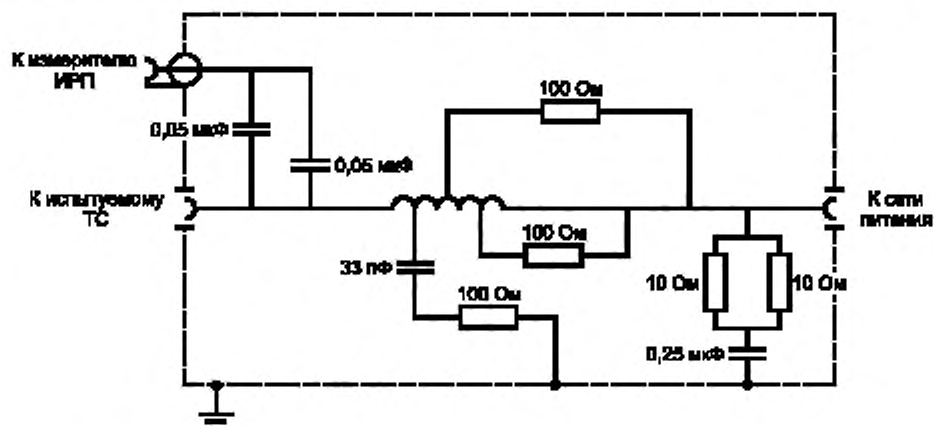 К измерителю
ИРП
100 Ом
0,05 мкФ
0,05 мкФ
К испытуемому
ТС
К сети
питания
100 Ом
33 пФ
10 Ом
10 Ом
100 Ом
0,25 мкФ